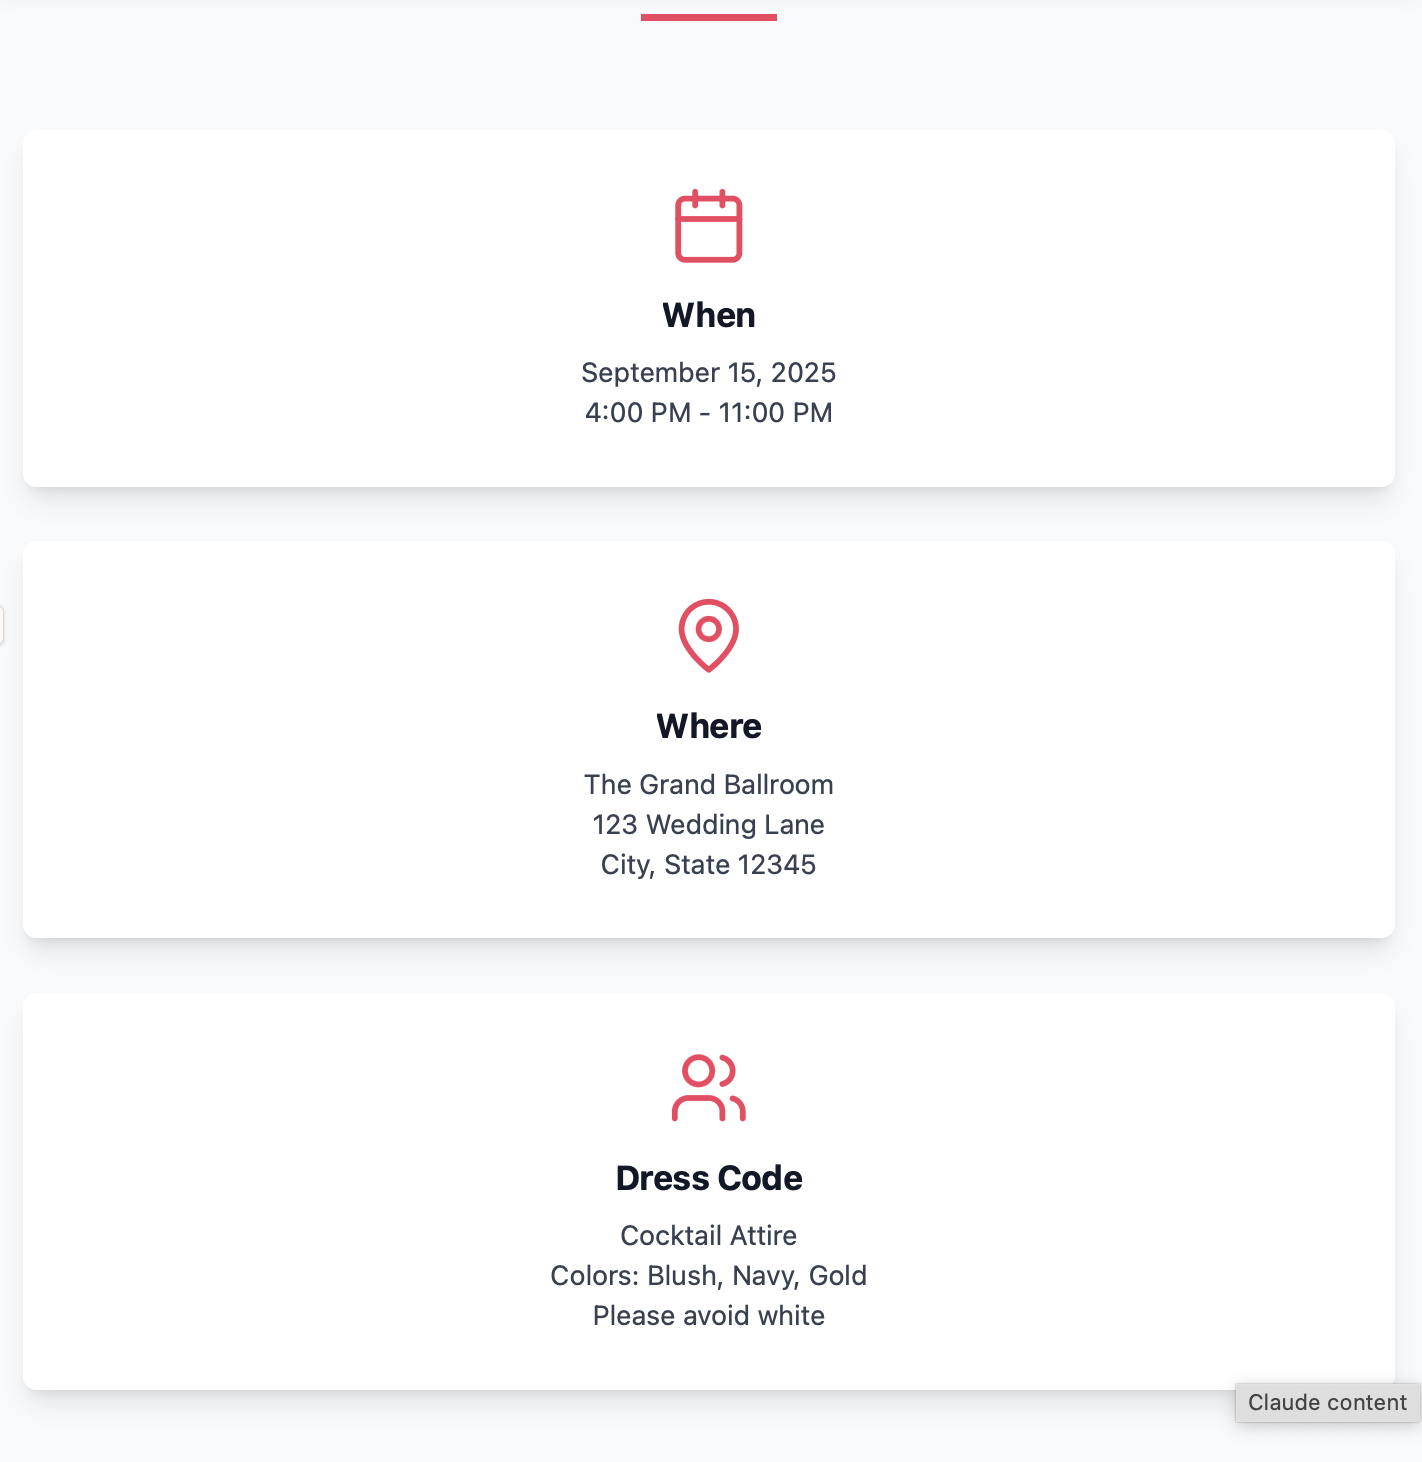 When
September 15, 2025
4:00 PM - 11:00 PM
Where
The Grand Ballroom
123 Wedding Lane
City, State 12345
Dress Code
Cocktail Attire
Colors: Blush, Navy, Gold
Please avoid white
Claude content